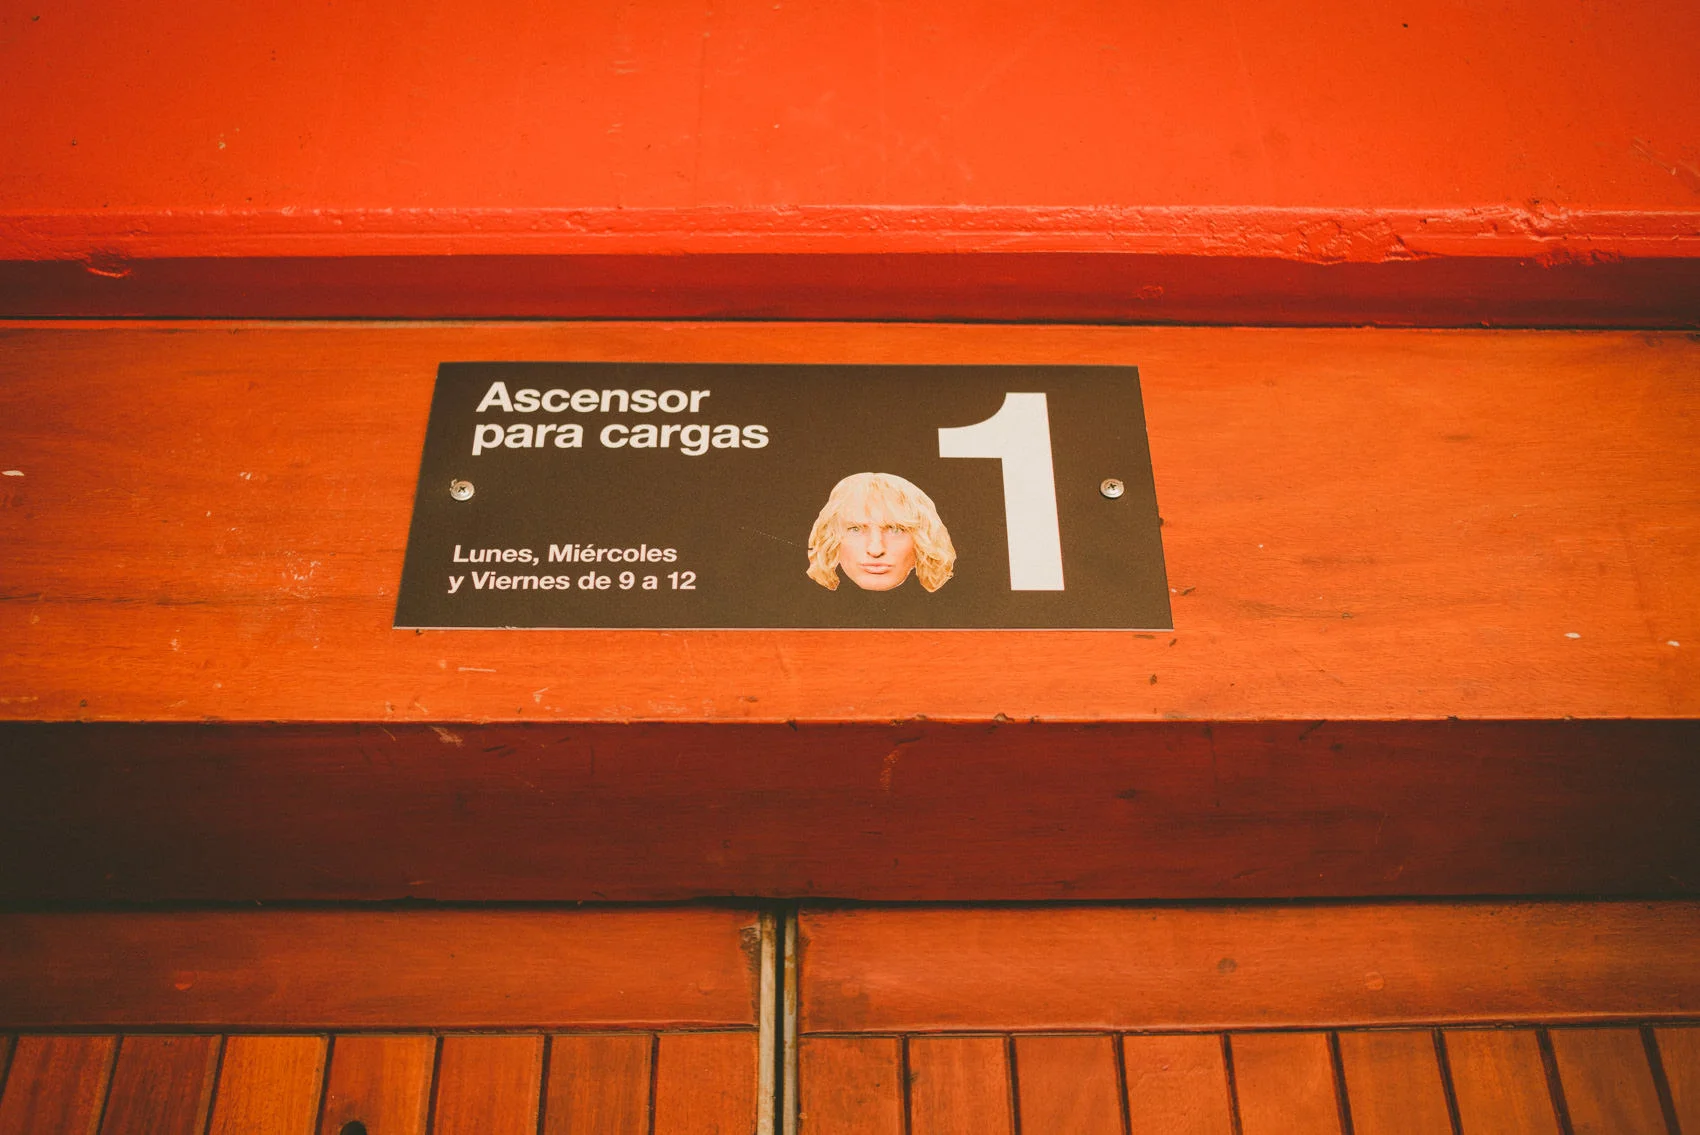 Ascensor
para cargas
1
Lunes, Miércoles
y Viernes de 9 a 12